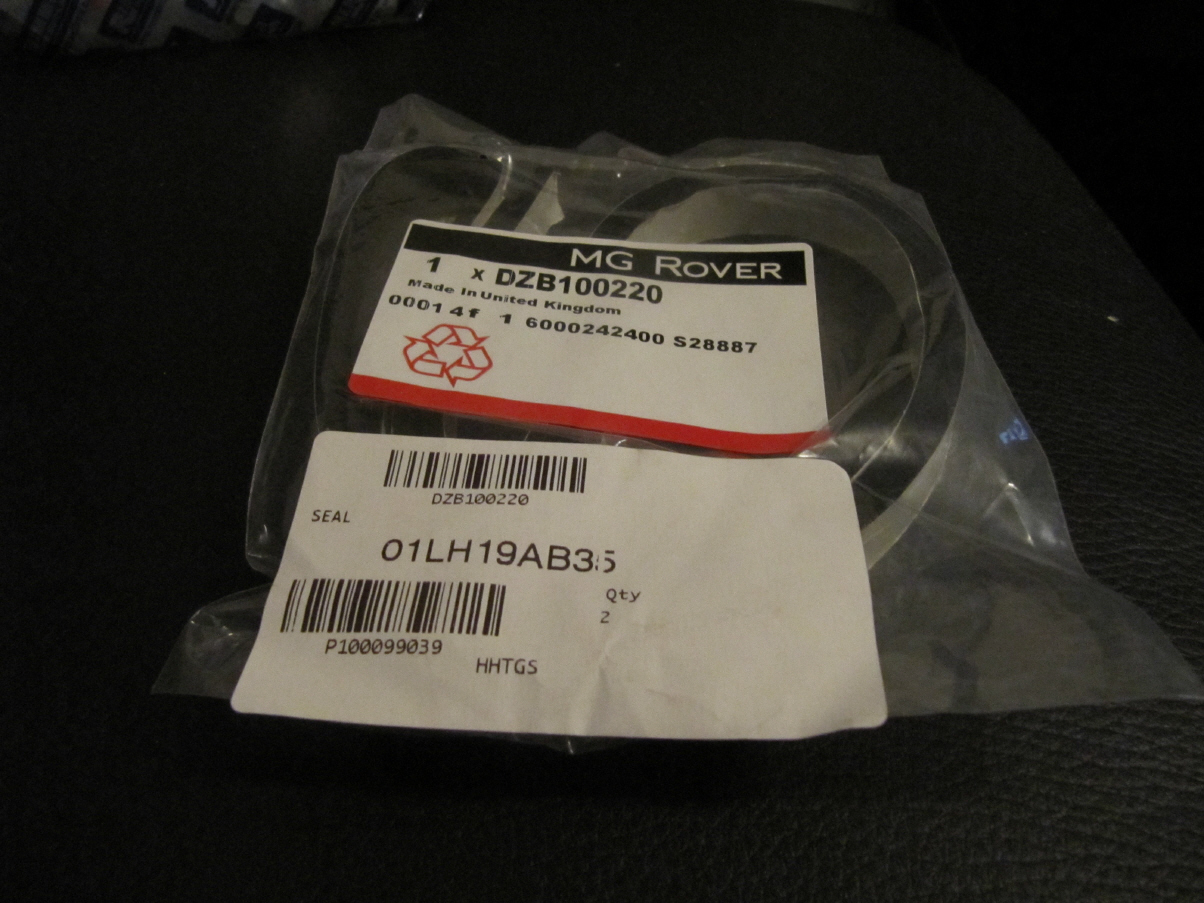 MG ROVER
1 x DZB100220
Made In United Kingdom
00014f 1 6000242400 S28887
DZB100220
SEAL
01LH19AB35
Qty
2
P100099039
HHTGS